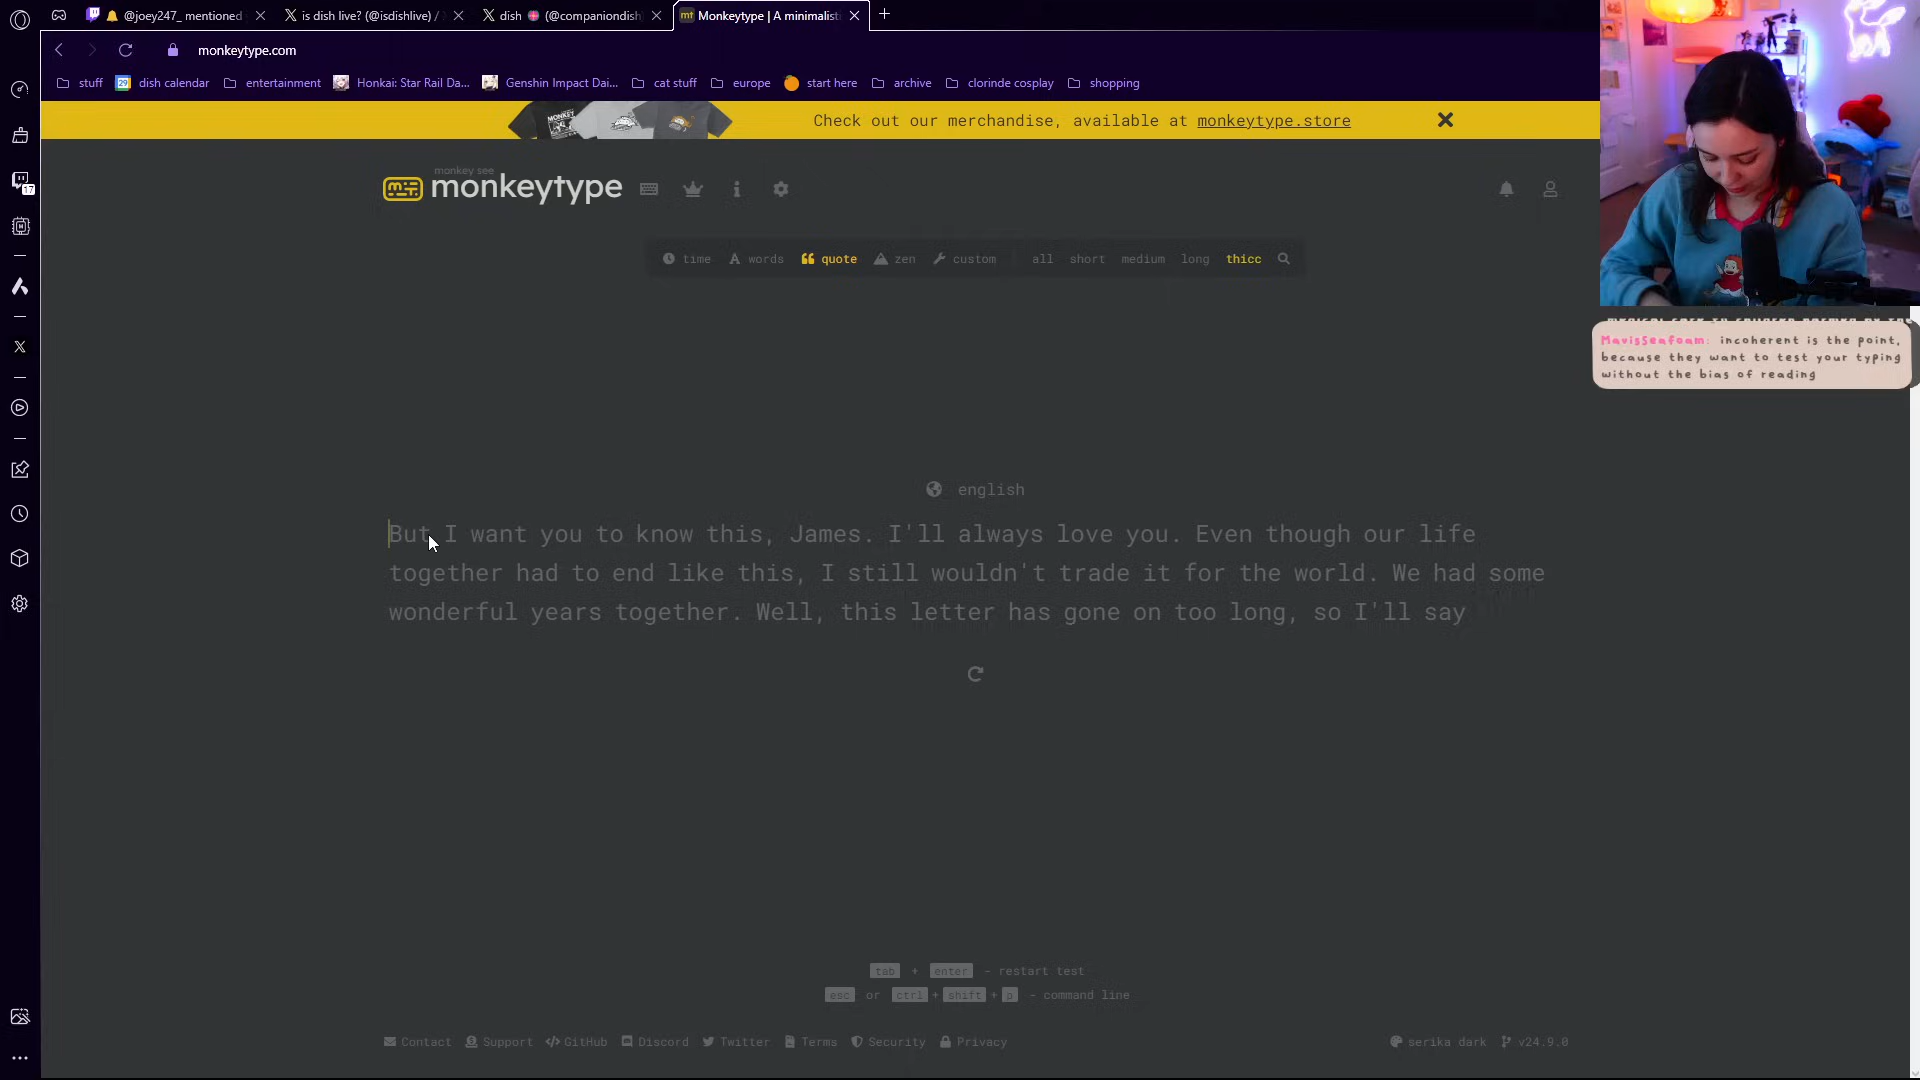 @joey247_ mentioned
is dish live? (@isdishlive) /
dish (@companiondish
Monkeytype | A minimalist
monkeytype.com
stuff
dish calendar
entertainment
Honkai: Star Rail Da...
Genshin Impact Dai...
cat stuff
europe
start here
archive
clorinde cosplay
shopping
Check out our merchandise, available at monkeytype.store
monkey see
monkeytype
time words quote zen custom all short medium long thicc
17
MavisSeafoam: incoherent is the point,
because they want to test your typing
without the bias of reading
english
But I want you to know this, James. I'll always love you. Even though our life
together had to end like this, I still wouldn't trade it for the world. We had some
wonderful years together. Well, this letter has gone on too long, so I'll say
tab + enter - restart test
esc or ctrl + shift + p - command line
Contact Support GitHub Discord Twitter Terms Security Privacy
serika dark v24.9.0